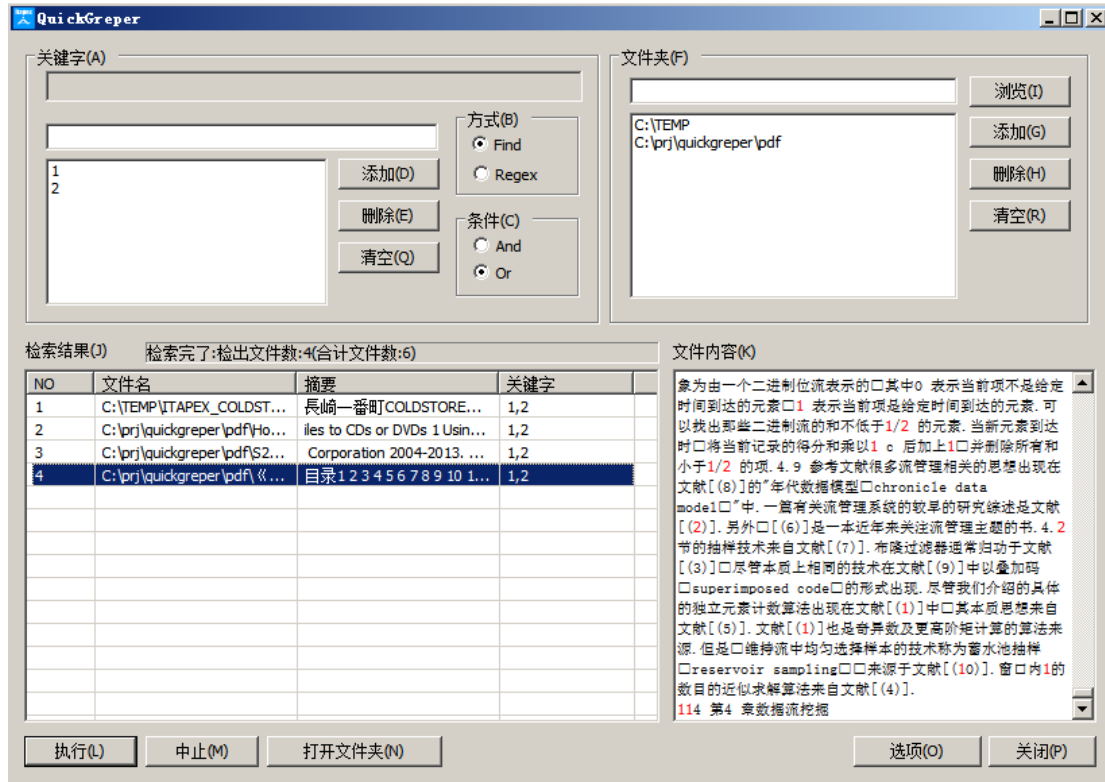 QuickGreper
关键字(A)
文件夹(F)
浏览(I)
方式(B)
Find
Regex
C:\TEMP
C:\prj\quickgreper\pdf
添加(G)
1
2
添加(D)
删除(H)
删除(E)
条件(C)
清空(R)
And
清空(Q)
Or
检索结果(J)
检索完了:检出文件数:4(合计文件数:6)
文件内容(K)
NO 文件名 摘要 关键字
1 C:\TEMP\ITAPEX_COLDST... 長崎一番町COLDSTORE... 1,2
2 C:\prj\quickgreper\pdf\Ho... iles to CDs or DVDs 1 Usin... 1,2
3 C:\prj\quickgreper\pdf\S2... Corporation 2004-2013. ... 1,2
4 C:\prj\quickgreper\pdf\《... 目录1 2 3 4 5 6 7 8 9 10 1... 1,2
象为由一个二进制位流表示的□其中0 表示当前项不是给定
时间到达的元素□1 表示当前项是给定时间到达的元素.可
以找出那些二进制流的和不低于1/2 的元素.当新元素到达
时□将当前记录的得分和乘以1 c 后加上1□并删除所有和
小于1/2 的项.4.9 参考文献很多流管理相关的思想出现在
文献[(8)]的"年代数据模型□chronicle data
model□"中.一篇有关流管理系统的较早的研究综述是文献
[(2)].另外□[(6)]是一本近年来关注流管理主题的书.4.2
节的抽样技术来自文献[(7)].布隆过滤器通常归功于文献
[(3)]□尽管本质上相同的技术在文献[(9)]中以叠加码
□superimposed code□的形式出现.尽管我们介绍的具体
的独立元素计数算法出现在文献[(1)]中□其本质思想来自
文献[(5)].文献[(1)]也是奇异数及更高阶矩计算的算法来
源.但是□维持流中均匀选择样本的技术称为蓄水池抽样
□reservoir sampling□□来源于文献[(10)].窗口内1的
数目的近似求解算法来自文献[(4)].
114 第4 章数据流挖掘
执行(L)
中止(M)
打开文件夹(N)
选项(O)
关闭(P)